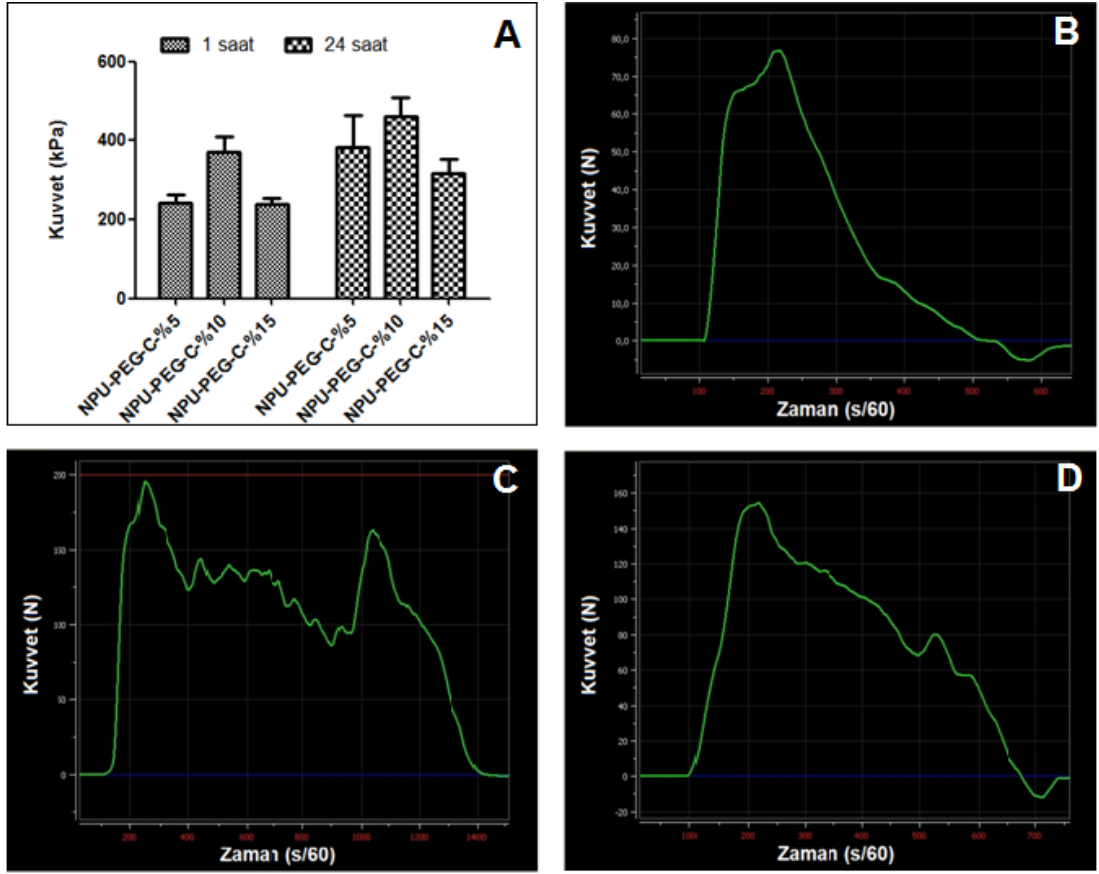 A
1 saat
24 saat
Kuvvet (kPa)
600
400
200
0
NPU-PEG-C-%5
NPU-PEG-C-%10
NPU-PEG-C-%15
NPU-PEG-C-%5
NPU-PEG-C-%10
NPU-PEG-C-%15
B
Kuvvet (N)
80,0
70,0
60,0
50,0
40,0
30,0
20,0
10,0
0,0
100
200
300
400
500
600
Zaman (s/60)
C
Kuvvet (N)
200
150
100
50
0
200
400
600
800
1000
1200
1400
Zaman (s/60)
D
Kuvvet (N)
160
140
120
100
80
60
40
20
0
-20
100
200
300
400
500
600
700
Zaman (s/60)